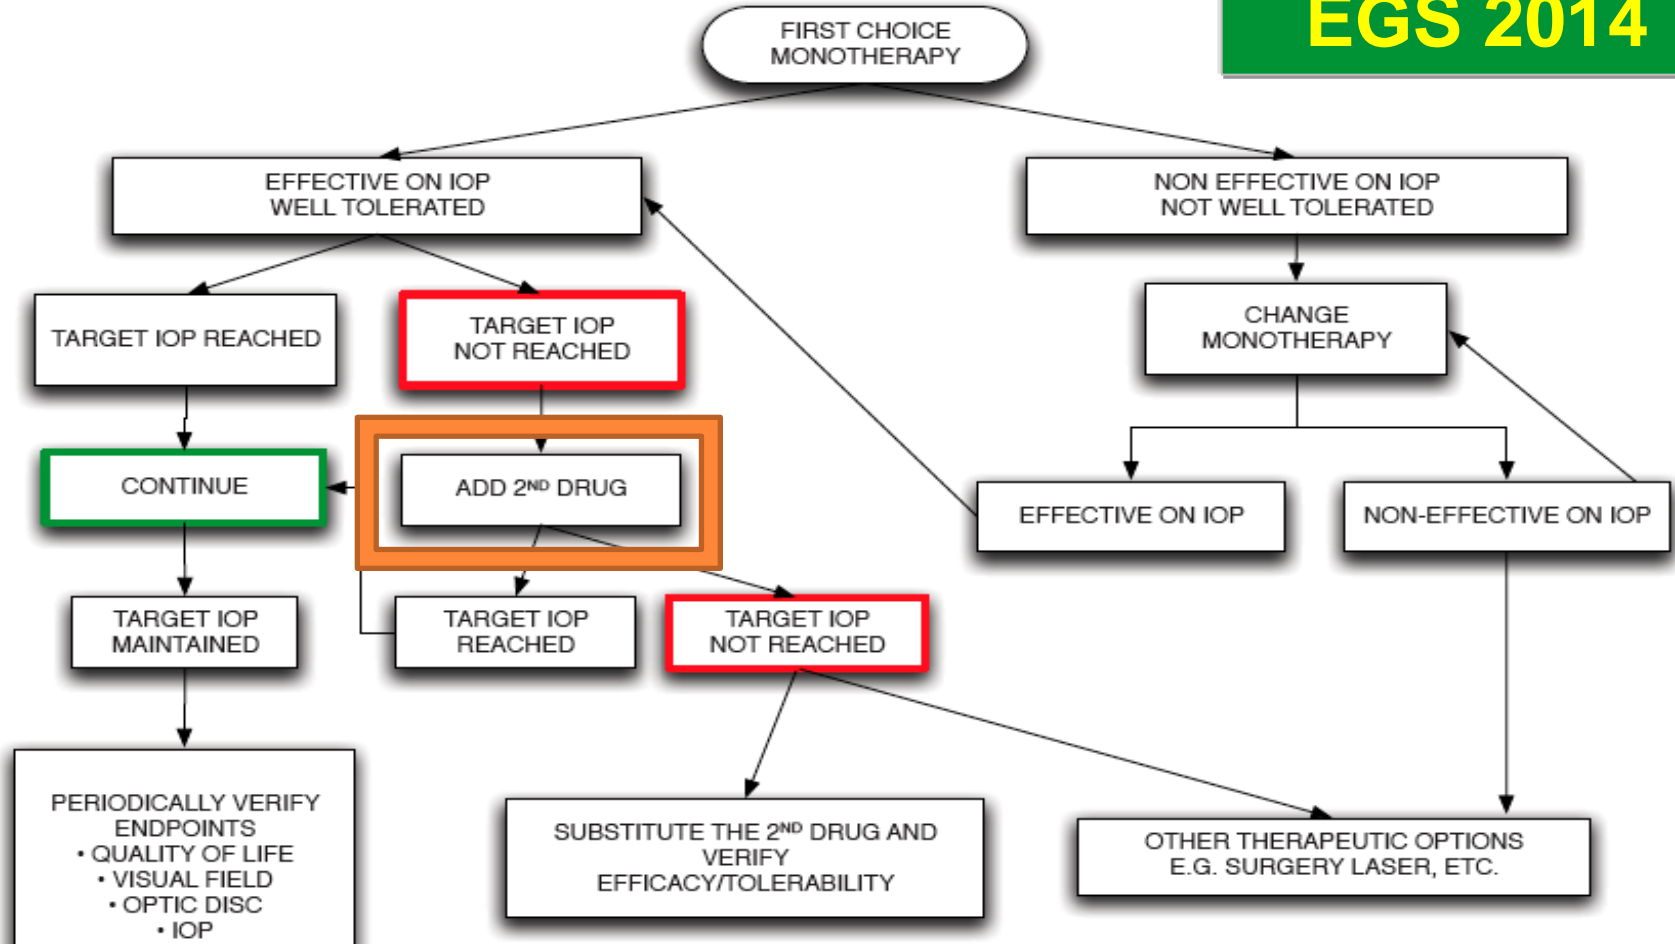 EGS 2014
FIRST CHOICE
MONOTHERAPY
EFFECTIVE ON IOP
WELL TOLERATED
NON EFFECTIVE ON IOP
NOT WELL TOLERATED
TARGET IOP REACHED
TARGET IOP
NOT REACHED
CHANGE
MONOTHERAPY
CONTINUE
ADD 2ND DRUG
EFFECTIVE ON IOP
NON-EFFECTIVE ON IOP
TARGET IOP
MAINTAINED
TARGET IOP
REACHED
TARGET IOP
NOT REACHED
PERIODICALLY VERIFY
ENDPOINTS
• QUALITY OF LIFE
• VISUAL FIELD
• OPTIC DISC
• IOP
SUBSTITUTE THE 2ND DRUG AND
VERIFY
EFFICACY/TOLERABILITY
OTHER THERAPEUTIC OPTIONS
E.G. SURGERY LASER, ETC.